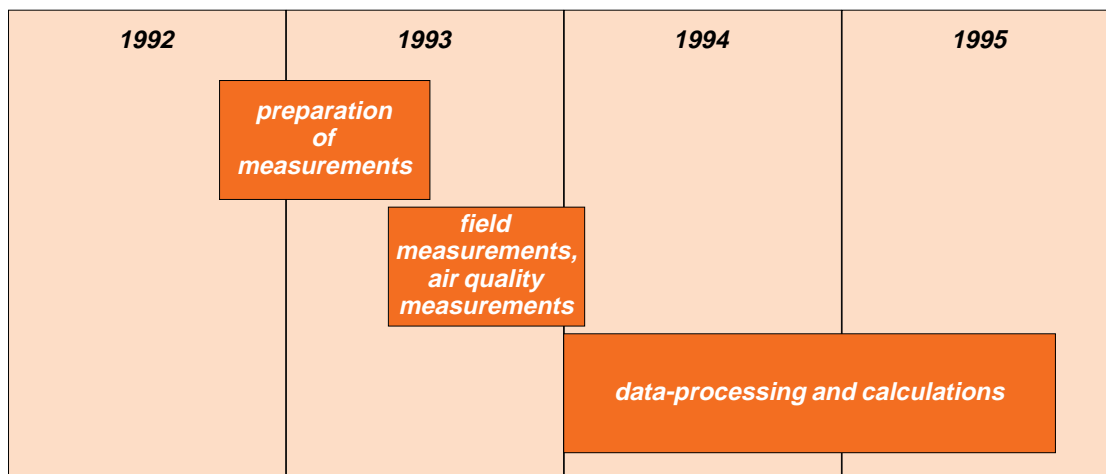 1992 1993 1994 1995
preparation
of
measurements
field
measurements,
air quality
measurements
data-processing and calculations